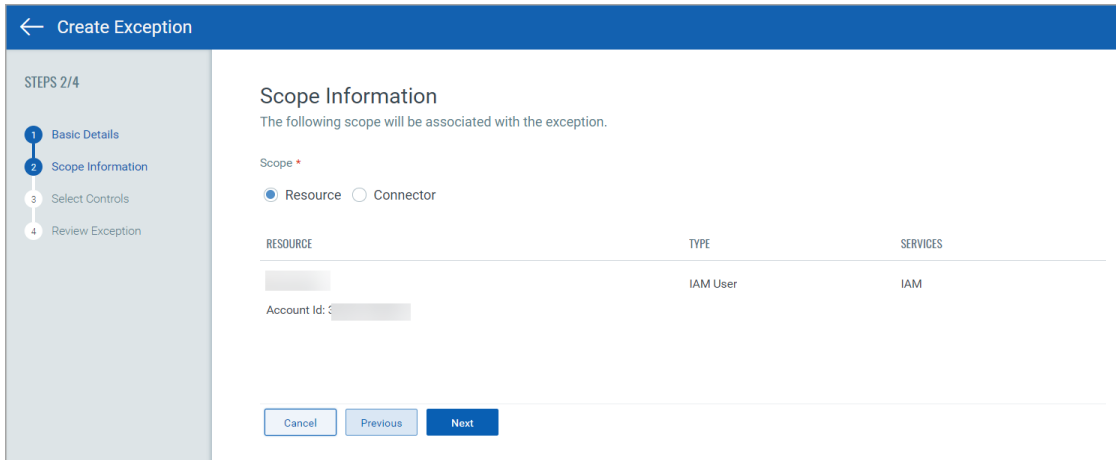 Create Exception
STEPS 2/4
1 Basic Details
2 Scope Information
3 Select Controls
4 Review Exception
Scope Information
The following scope will be associated with the exception.
Scope *
Resource Connector
RESOURCE TYPE SERVICES
IAM User IAM
Account Id:
Cancel Previous Next